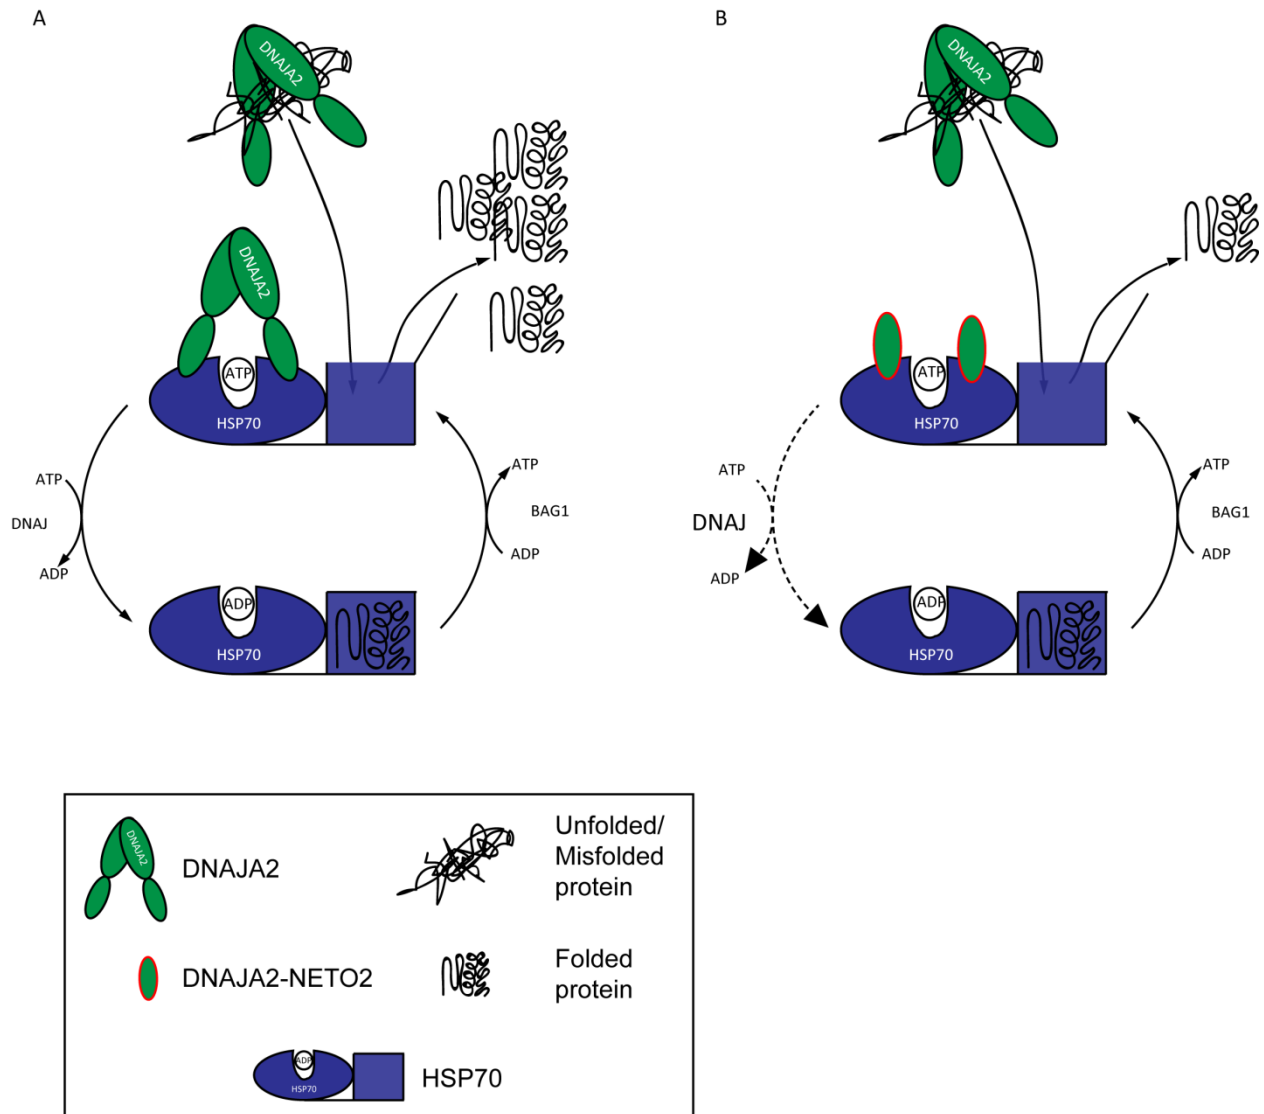 A
DNAJA2
DNAJA2
ATP
HSP70
ATP
DNAJ
ADP
ATP
BAG1
ADP
ADP
HSP70
B
DNAJA2
ATP
HSP70
ATP
DNAJ
ADP
ATP
BAG1
ADP
ADP
HSP70
DNAJA2
DNAJA2
Unfolded/
Misfolded
protein
DNAJA2-NETO2
Folded
protein
ADP
HSP70
HSP70